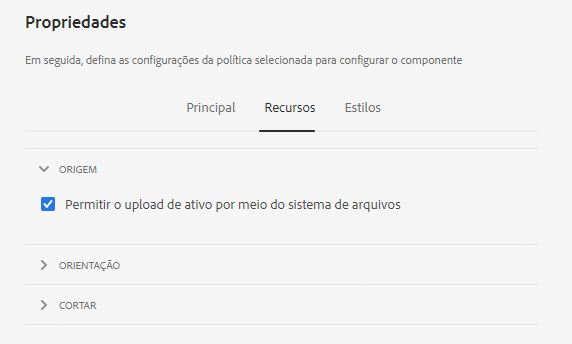 Propriedades
Em seguida, defina as configurações da política selecionada para configurar o componente
Principal Recursos Estilos
ORIGEM
Permitir o upload de ativo por meio do sistema de arquivos
ORIENTAÇÃO
CORTAR